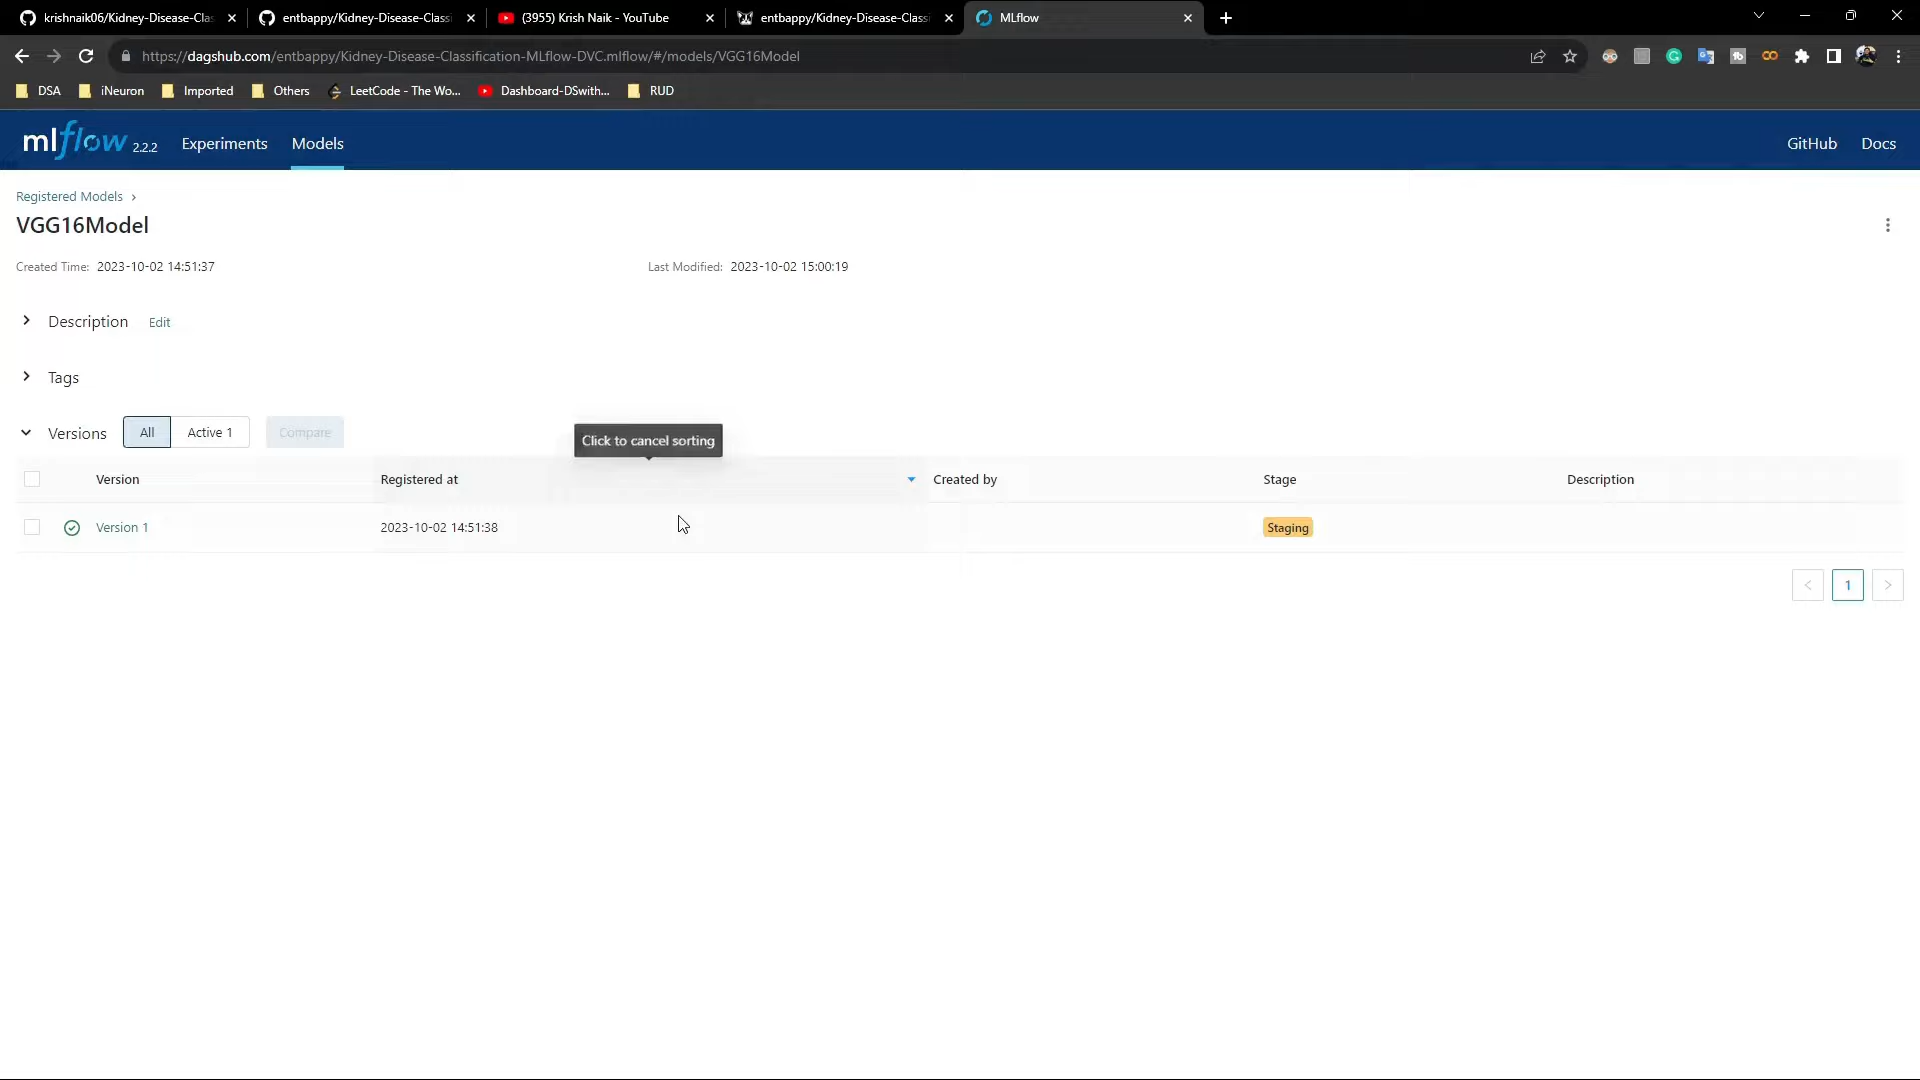 krishnaik06/Kidney-Disease-Clas
entbappy/Kidney-Disease-Classi
(3955) Krish Naik - YouTube
entbappy/Kidney-Disease-Classi
MLflow
https://dagshub.com/entbappy/Kidney-Disease-Classification-MLflow-DVC.mlflow/#/models/VGG16Model
DSA
iNeuron
Imported
Others
LeetCode - The Wo...
Dashboard-DSwith...
RUD
mlflow 2.2.2
Experiments
Models
GitHub
Docs
Registered Models
VGG16Model
Created Time: 2023-10-02 14:51:37
Last Modified: 2023-10-02 15:00:19
Description
Edit
Tags
Versions
All
Active 1
Compare
Click to cancel sorting
Version
Registered at
Created by
Stage
Description
Version 1
2023-10-02 14:51:38
Staging
1